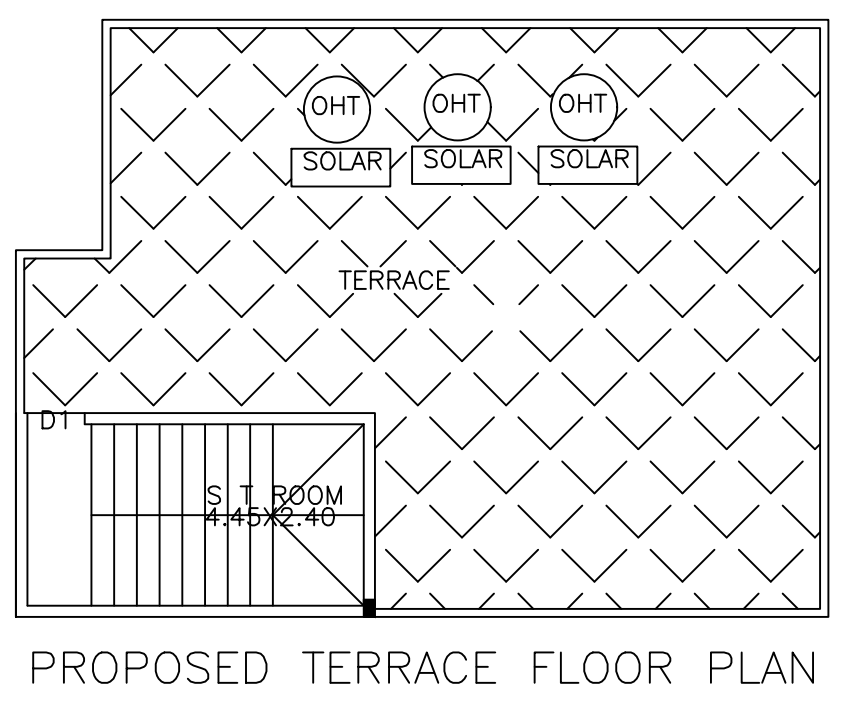 OHT OHT OHT
SOLAR SOLAR SOLAR
TERRACE
D1
S T ROOM
4.45X2.40
PROPOSED TERRACE FLOOR PLAN